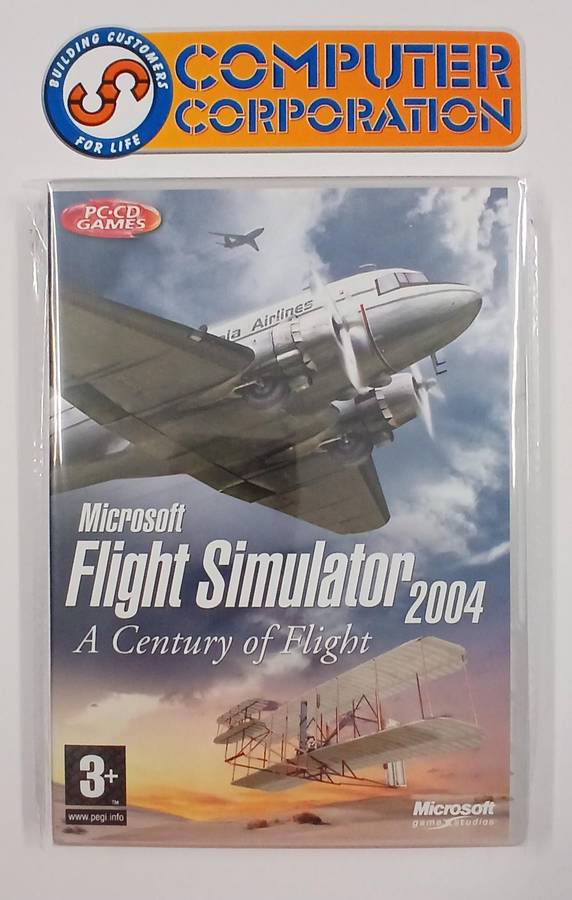 BUILDING CUSTOMERS
FOR LIFE
COMPUTER
CORPORATION
PC·CD
GAMES
Airlines
Microsoft
Flight Simulator 2004
A Century of Flight
3+
™
www.pegi.info
Microsoft
game studios